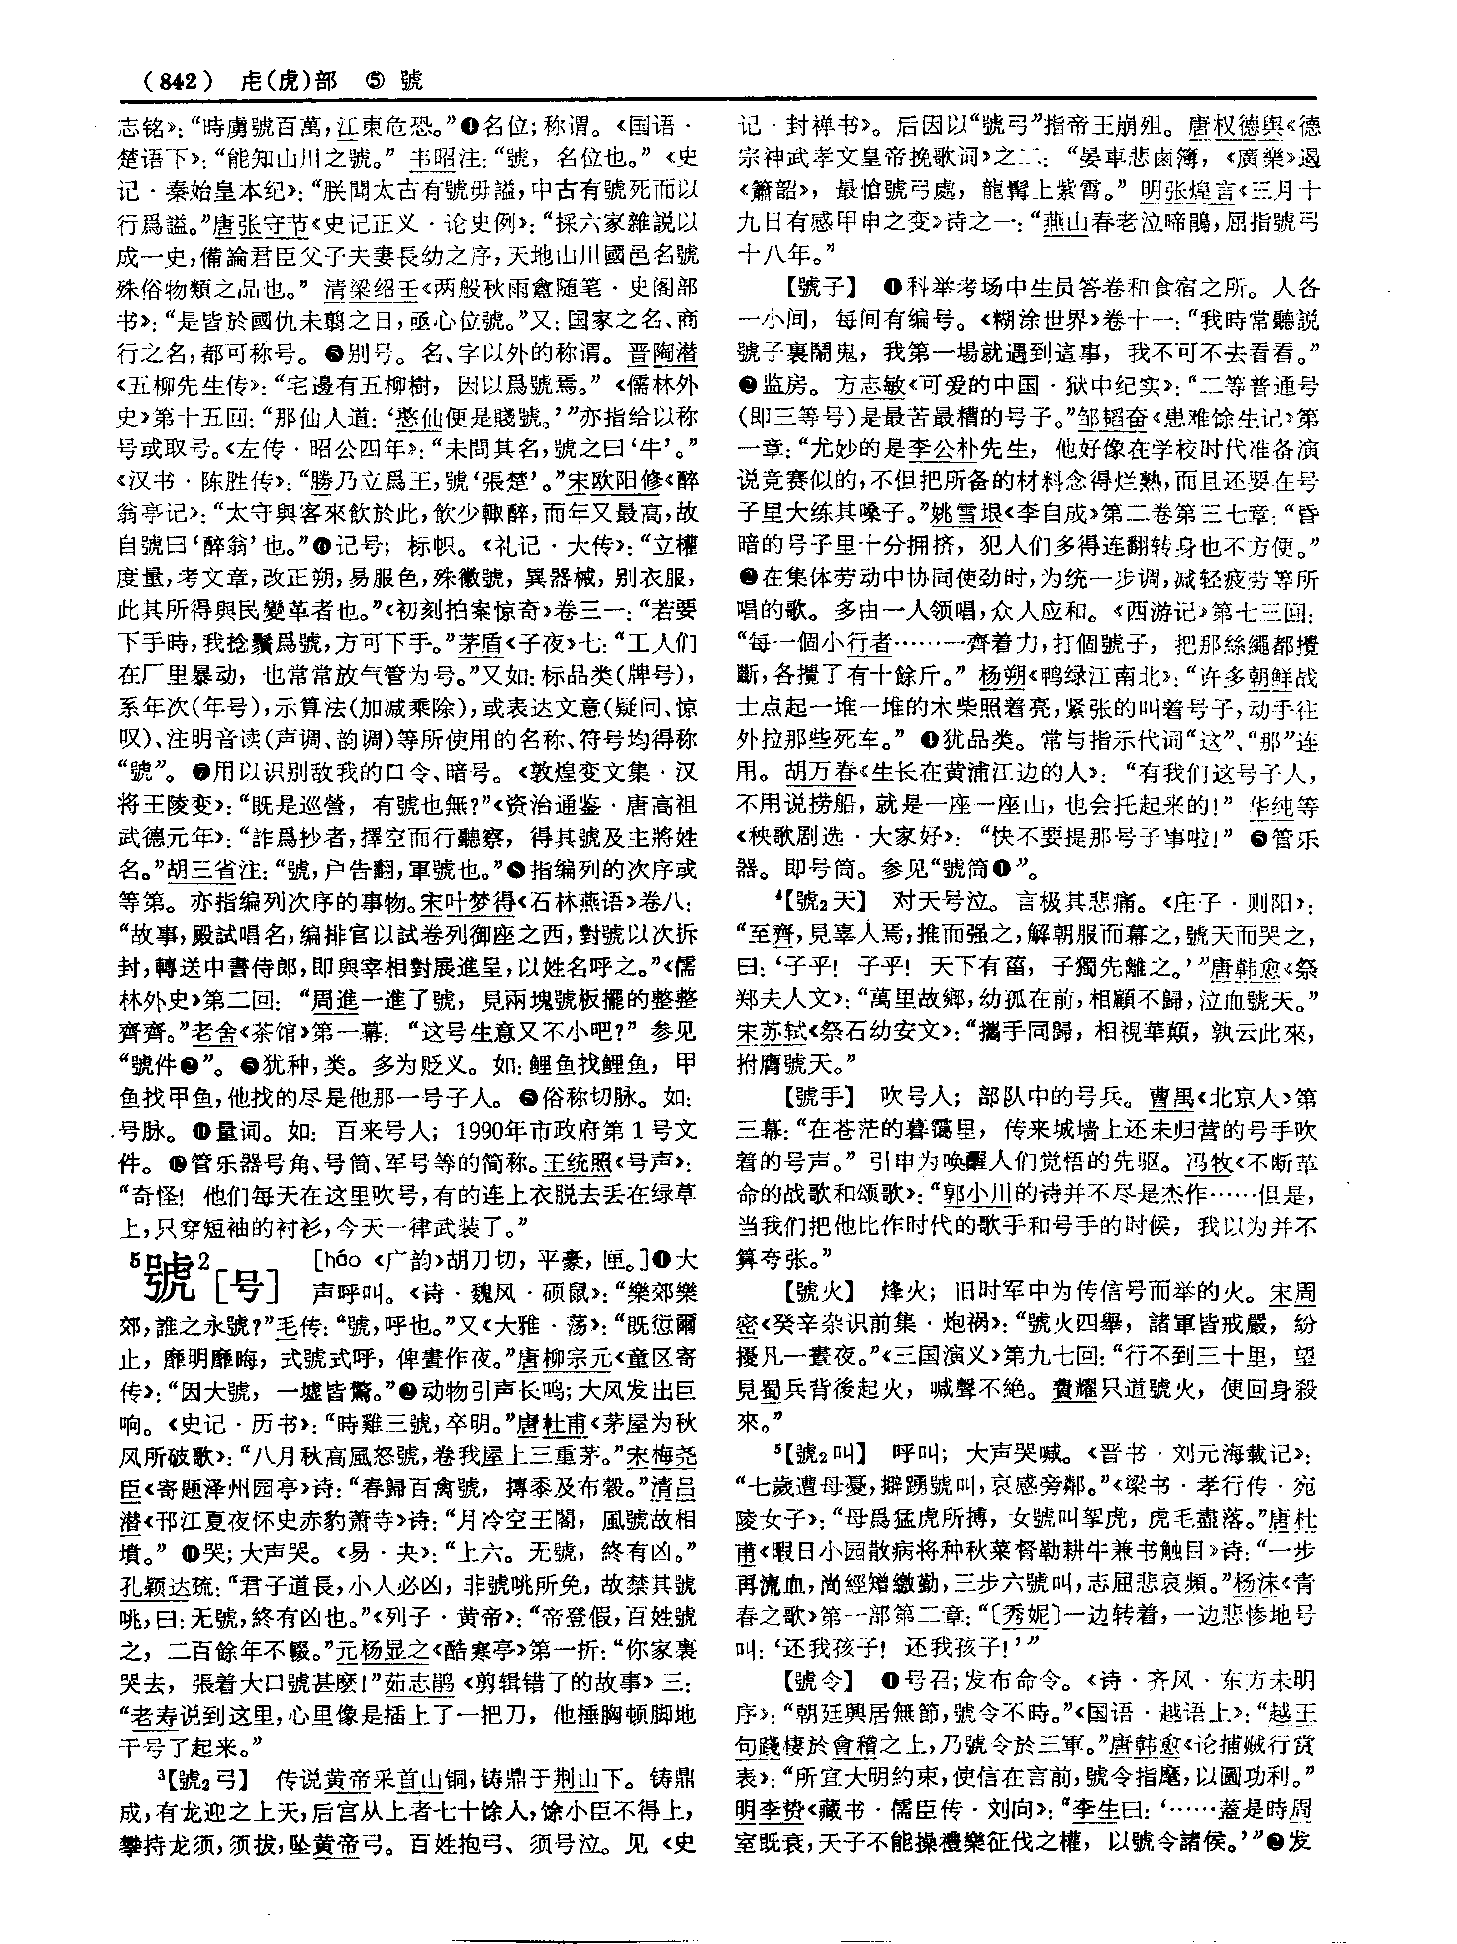 （842） 虍（虎）部 ⑤ 號
志铭》：“時虜號百萬，江東危恐。”❹名位；称谓。《国语·
楚语下》：“能知山川之號。” 韦昭注：“號，名位也。”《史
记·秦始皇本纪》：“朕聞太古有號毋謚，中古有號死而以
行爲謚。”唐张守节《史记正义·论史例》：“採六家雜説以
成一史，備論君臣父子夫妻長幼之序，天地山川國邑名號
殊俗物類之品也。” 清梁绍壬《两般秋雨盦随笔·史阁部
书》：“是皆於國仇未翦之日，亟心位號。”又：国家之名、商
行之名，都可称号。❺别号。名、字以外的称谓。晋陶潜
《五柳先生传》：“宅邊有五柳樹，因以爲號焉。”《儒林外
史》第十五回：“那仙人道：‘憨仙便是賤號。’”亦指给以称
号或取号。《左传·昭公四年》：“未問其名，號之曰‘牛’。”
《汉书·陈胜传》：“勝乃立爲王，號‘張楚’。”宋欧阳修《醉
翁亭记》：“太守與客來飲於此，飲少輒醉，而年又最高，故
自號曰‘醉翁’也。”❻记号；标帜。《礼记·大传》：“立權
度量，考文章，改正朔，易服色，殊徽號，異器械，别衣服，
此其所得與民變革者也。”《初刻拍案惊奇》卷三一：“若要
下手時，我捻鬚爲號，方可下手。”茅盾《子夜》七：“工人们
在厂里暴动，也常常放气管为号。”又如：标品类（牌号），
系年次（年号），示算法（加减乘除），或表达文意（疑问、惊
叹）、注明音读（声调、韵调）等所使用的名称、符号均得称
“號”。❼用以识别敌我的口令、暗号。《敦煌变文集·汉
将王陵变》：“既是巡營，有號也無？”《资治通鉴·唐高祖
武德元年》：“詐爲抄者，擇空而行聽察，得其號及主將姓
名。”胡三省注：“號，户告翻，軍號也。”❽指编列的次序或
等第。亦指编列次序的事物。宋叶梦得《石林燕语》卷八：
“故事，殿試唱名，编排官以試卷列御座之西，對號以次拆
封，轉送中書侍郎，即與宰相對展進呈，以姓名呼之。”《儒
林外史》第二回：“周進一進了號，見兩塊號板擺的整整
齊齊。”老舍《茶馆》第一幕：“这号生意又不小吧？”参见
“號件❷”。❾犹种，类。多为贬义。如：鲤鱼找鲤鱼，甲
鱼找甲鱼，他找的尽是他那一号子人。❿俗称切脉。如：
号脉。⓫量词。如：百来号人；1990年市政府第1号文
件。⓬管乐器号角、号筒、军号等的简称。王统照《号声》：
“奇怪！他们每天在这里吹号，有的连上衣脱去丢在绿草
上，只穿短袖的衬衫，今天一律武装了。”
⁵號²［号］ ［háo《广韵》胡刀切，平豪，匣。］❶大
声呼叫。《诗·魏风·硕鼠》：“樂郊樂
郊，誰之永號？”毛传：“號，呼也。”又《大雅·荡》：“既愆爾
止，靡明靡晦，式號式呼，俾晝作夜。”唐柳宗元《童区寄
传》：“因大號，一墟皆驚。”❷动物引声长鸣；大风发出巨
响。《史记·历书》：“時雞三號，卒明。”唐杜甫《茅屋为秋
风所破歌》：“八月秋高風怒號，卷我屋上三重茅。”宋梅尧
臣《寄题泽州园亭》诗：“春歸百禽號，摶黍及布榖。”清吕
潜《邗江夏夜怀史赤豹萧寺》诗：“月冷空王閣，風號故相
墳。” ❸哭；大声哭。《易·夬》：“上六。无號，終有凶。”
孔颖达疏：“君子道長，小人必凶，非號咷所免，故禁其號
咷，曰：无號，終有凶也。”《列子·黄帝》：“帝登假，百姓號
之，二百餘年不輟。”元杨显之《酷寒亭》第一折：“你家裏
哭去，張着大口號甚麽！”茹志鹃《剪辑错了的故事》三：
“老寿说到这里，心里像是插上了一把刀，他捶胸顿脚地
干号了起来。”
³【號₂弓】 传说黄帝采首山铜，铸鼎于荆山下。铸鼎
成，有龙迎之上天，后宫从上者七十馀人，馀小臣不得上，
攀持龙须，须拔，坠黄帝弓。百姓抱弓、须号泣。见《史
记·封禅书》。后因以“號弓”指帝王崩殂。唐权德舆《德
宗神武孝文皇帝挽歌词》之二：“晏車悲鹵簿，《廣樂》遏
《簫韶》，最愴號弓處，龍髯上紫霄。” 明张煌言《三月十
九日有感甲申之变》诗之一：“燕山春老泣啼鵑，屈指號弓
十八年。”
【號子】 ❶科举考场中生员答卷和食宿之所。人各
一小间，每间有编号。《糊涂世界》卷十一：“我時常聽説
號子裏鬧鬼，我第一場就遇到這事，我不可不去看看。”
❷监房。方志敏《可爱的中国·狱中纪实》：“二等普通号
（即三等号）是最苦最糟的号子。”邹韬奋《患难馀生记》第
一章：“尤妙的是李公朴先生，他好像在学校时代准备演
说竞赛似的，不但把所备的材料念得烂熟，而且还要在号
子里大练其嗓子。”姚雪垠《李自成》第二卷第三七章：“昏
暗的号子里十分拥挤，犯人们多得连翻转身也不方便。”
❸在集体劳动中协同使劲时，为统一步调，减轻疲劳等所
唱的歌。多由一人领唱，众人应和。《西游记》第七三回：
“每一個小行者……一齊着力，打個號子，把那絲繩都攪
斷，各攪了有十餘斤。” 杨朔《鸭绿江南北》：“许多朝鲜战
士点起一堆一堆的木柴照着亮，紧张的叫着号子，动手往
外拉那些死车。” ❹犹品类。常与指示代词“这”、“那”连
用。胡万春《生长在黄浦江边的人》：“有我们这号子人，
不用说捞船，就是一座一座山，也会托起来的！” 华纯等
《秧歌剧选·大家好》：“快不要提那号子事啦！” ❺管乐
器。即号筒。参见“號筒❶”。
⁴【號₂天】 对天号泣。言极其悲痛。《庄子·则阳》：
“至齊，見辜人焉，推而强之，解朝服而幕之，號天而哭之，
曰：‘子乎！子乎！天下有菑，子獨先離之。’”唐韩愈《祭
郑夫人文》：“萬里故鄉，幼孤在前，相顧不歸，泣血號天。”
宋苏轼《祭石幼安文》：“攜手同歸，相視華顛，孰云此來，
拊膺號天。”
【號手】 吹号人；部队中的号兵。曹禺《北京人》第
三幕：“在苍茫的暮霭里，传来城墙上还未归营的号手吹
着的号声。”引申为唤醒人们觉悟的先驱。冯牧《不断革
命的战歌和颂歌》：“郭小川的诗并不尽是杰作……但是，
当我们把他比作时代的歌手和号手的时候，我以为并不
算夸张。”
【號火】 烽火；旧时军中为传信号而举的火。宋周
密《癸辛杂识前集·炮祸》：“號火四舉，諸軍皆戒嚴，紛
擾凡一晝夜。”《三国演义》第九七回：“行不到三十里，望
見蜀兵背後起火，喊聲不絶。費耀只道號火，便回身殺
來。”
⁵【號₂叫】 呼叫；大声哭喊。《晋书·刘元海载记》：
“七歲遭母憂，擗踴號叫，哀感旁鄰。”《梁书·孝行传·宛
陵女子》：“母爲猛虎所搏，女號叫挐虎，虎毛盡落。”唐杜
甫《暇日小园散病将种秋菜督勒耕牛兼书触目》诗：“一步
再流血，尚經矰繳勤，三步六號叫，志屈悲哀頻。”杨沫《青
春之歌》第一部第二章：“〔秀妮〕一边转着，一边悲惨地号
叫：‘还我孩子！还我孩子！’”
【號令】 ❶号召；发布命令。《诗·齐风·东方未明
序》：“朝廷興居無節，號令不時。”《国语·越语上》：“越王
句踐棲於會稽之上，乃號令於三軍。”唐韩愈《论捕贼行赏
表》：“所宜大明約束，使信在言前，號令指麾，以圖功利。”
明李贽《藏书·儒臣传·刘向》：“李生曰：‘……蓋是時周
室既衰，天子不能操禮樂征伐之權，以號令諸侯。’”❷发